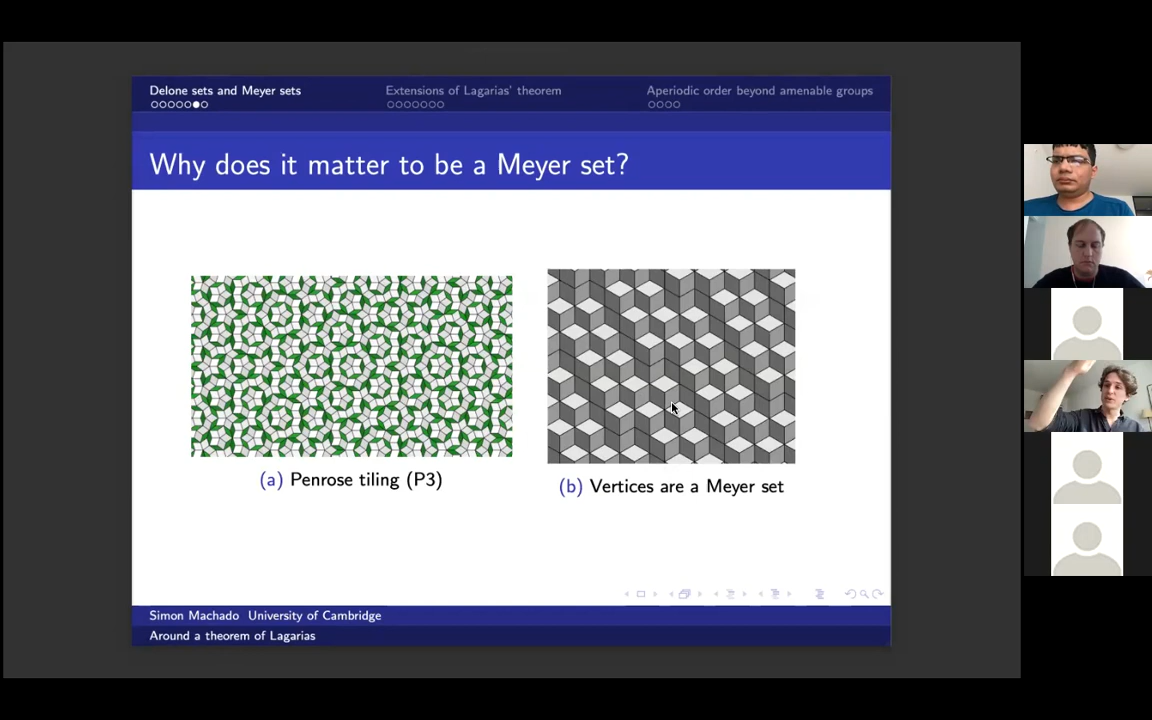 Delone sets and Meyer sets
Extensions of Lagarias' theorem
Aperiodic order beyond amenable groups
Why does it matter to be a Meyer set?
(a) Penrose tiling (P3)
(b) Vertices are a Meyer set
Simon Machado University of Cambridge
Around a theorem of Lagarias